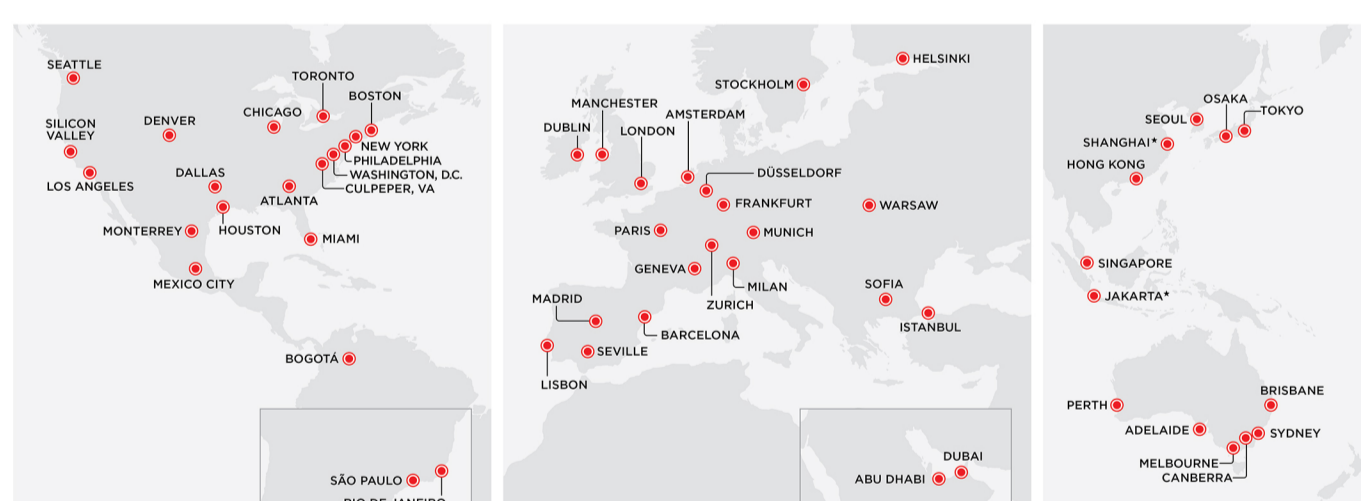 SEATTLE
TORONTO
BOSTON
CHICAGO
DENVER
SILICON
VALLEY
NEW YORK
PHILADELPHIA
WASHINGTON, D.C.
CULPEPER, VA
LOS ANGELES
DALLAS
ATLANTA
MONTERREY
HOUSTON
MIAMI
MEXICO CITY
BOGOTÁ
SÃO PAULO
RIO DE JANEIRO
HELSINKI
STOCKHOLM
MANCHESTER
AMSTERDAM
DUBLIN
LONDON
DÜSSELDORF
FRANKFURT
WARSAW
PARIS
MUNICH
GENEVA
MILAN
ZURICH
MADRID
SOFIA
ISTANBUL
BARCELONA
SEVILLE
LISBON
DUBAI
ABU DHABI
OSAKA
TOKYO
SEOUL
SHANGHAI*
HONG KONG
SINGAPORE
JAKARTA*
BRISBANE
PERTH
ADELAIDE
SYDNEY
MELBOURNE
CANBERRA